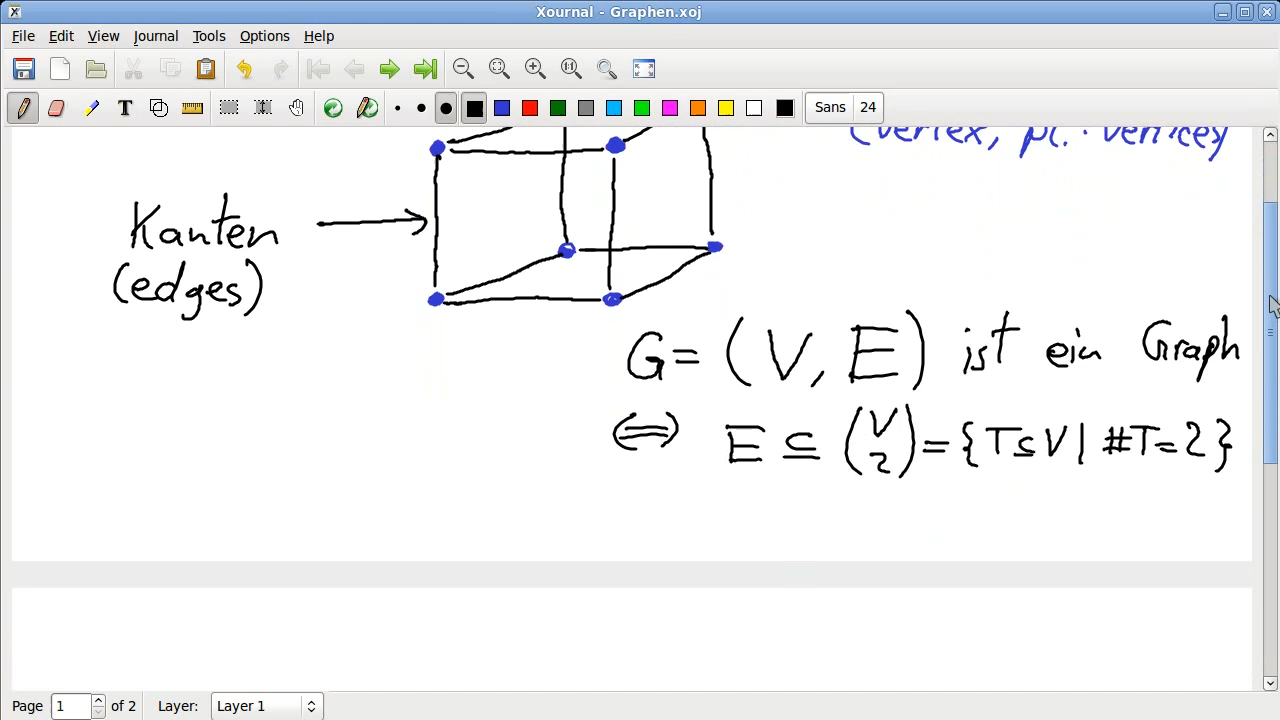 Xournal - Graphen.xoj
File Edit View Journal Tools Options Help
T Sans 24
(vertex, pl. vertices)
Kanten
(edges)
G = (V, E) ist ein Graph
⇔ E ⊆ (V 2) = {T⊆V | #T=2}
Page 1 of 2 Layer: Layer 1